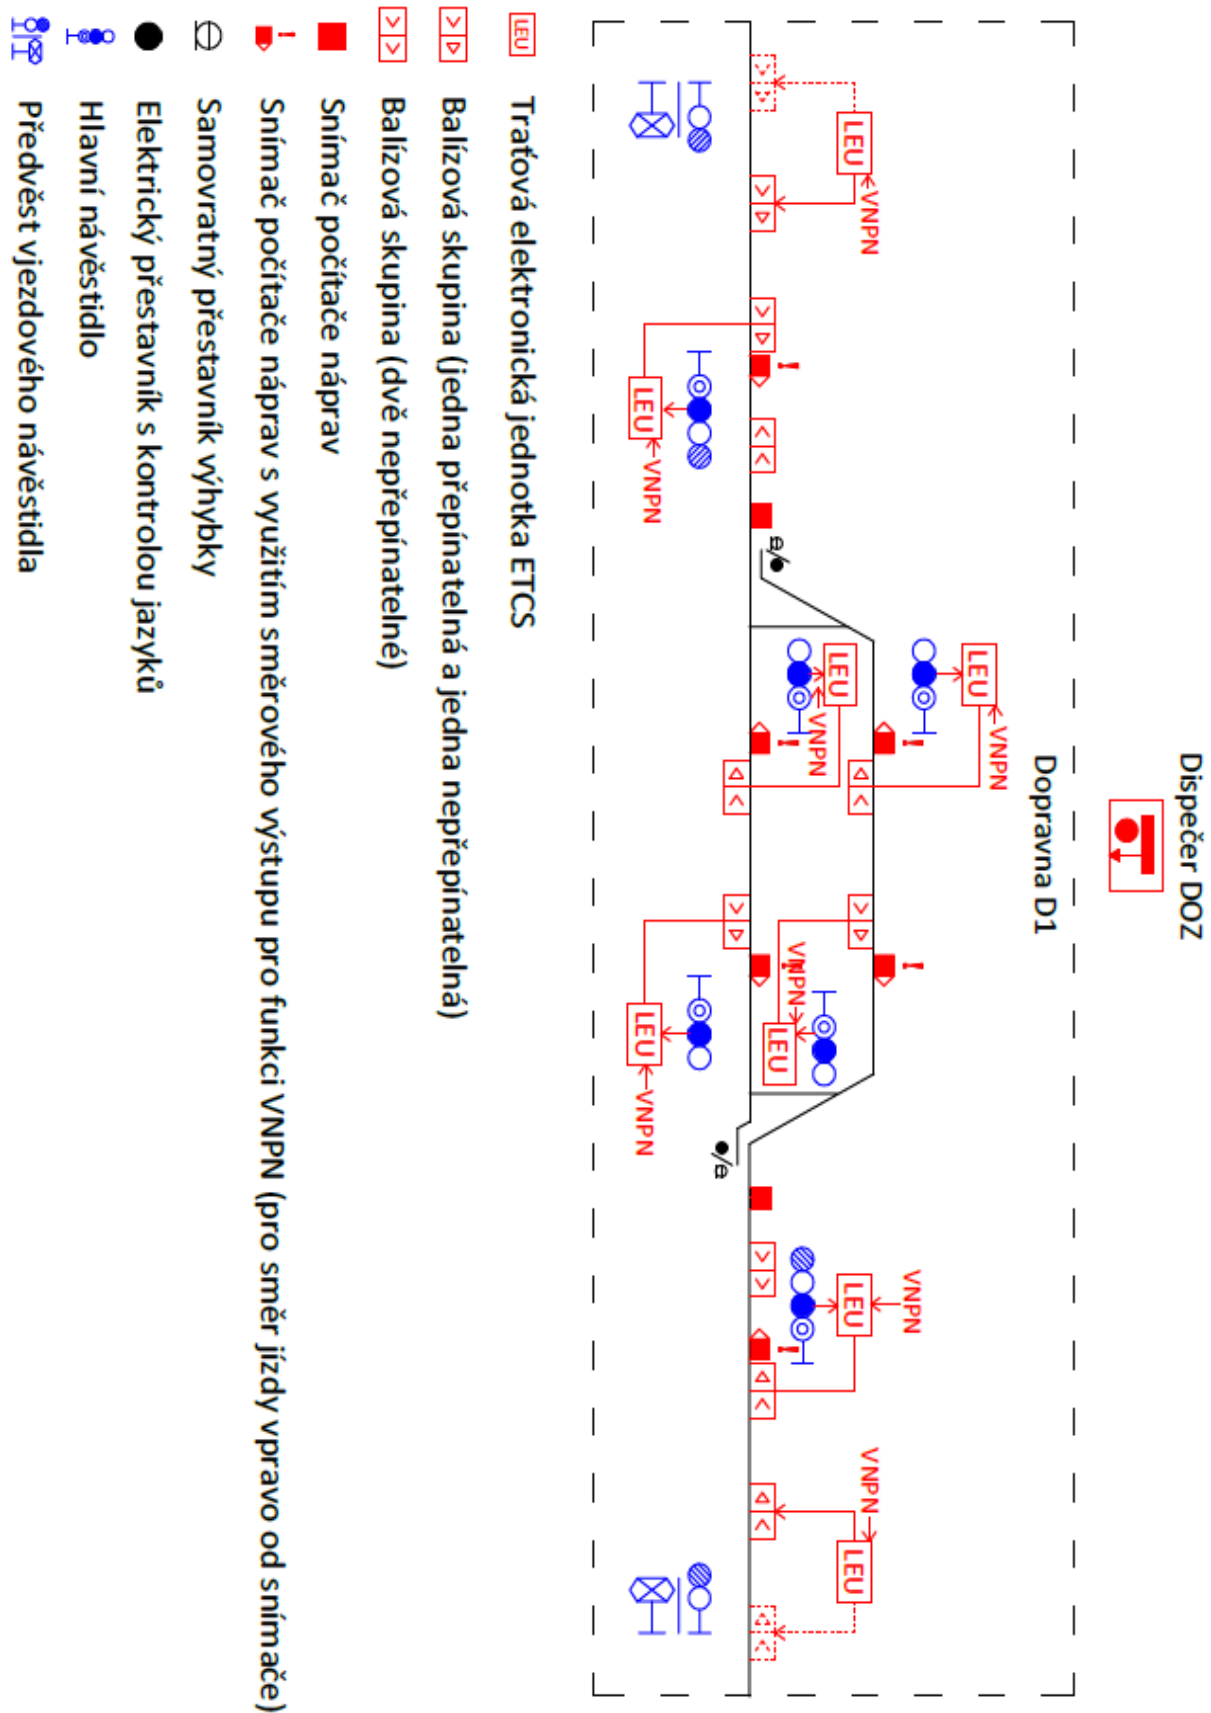 Dispečer DOZ
Dopravna D1
LEU
VNPN
LEU
VNPN
LEU
VNPN
LEU
VNPN
LEU
VNPN
LEU
VNPN
LEU
VNPN
LEU
VNPN
LEU Traťová elektronická jednotka ETCS
Balízová skupina (jedna přepínatelná a jedna nepřepínatelná)
Balízová skupina (dvě nepřepínatelné)
Snímač počítače náprav
Snímač počítače náprav s využitím směrového výstupu pro funkci VNPN (pro směr jízdy vpravo od snímače)
Samovratný přestavník výhybky
Elektrický přestavník s kontrolou jazyků
Hlavní návěstidlo
Předvěst vjezdového návěstidla